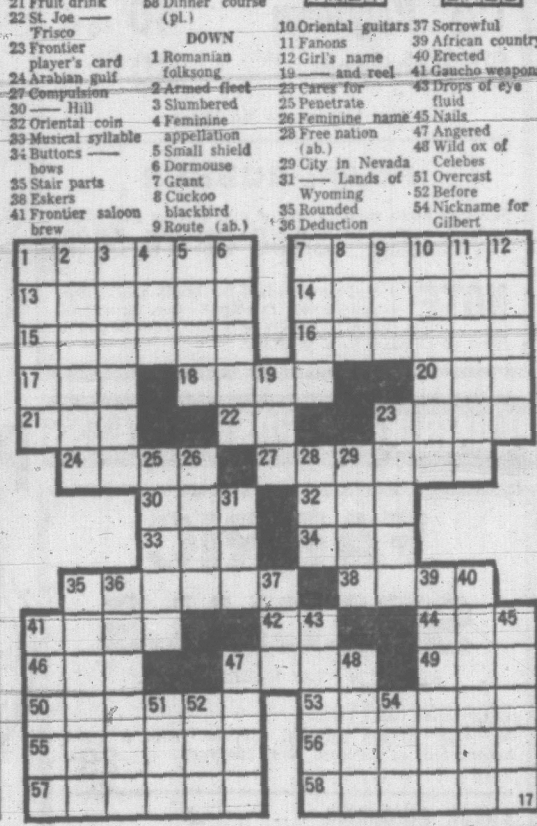 21 Fruit drink
22 St. Joe —
'Frisco
23 Frontier
player's card
24 Arabian gulf
27 Compulsion
30 — Hill
32 Oriental coin
33 Musical syllable
34 Buttons —
bows
35 Stair parts
38 Eskers
41 Frontier saloon
brew
58 Dinner course
(pl.)
DOWN
1 Romanian
folksong
2 Armed fleet
3 Slumbered
4 Feminine
appellation
5 Small shield
6 Dormouse
7 Grant
8 Cuckoo
blackbird
9 Route (ab.)
10 Oriental guitars
11 Fanons
12 Girl's name
19 — and reel
23 Cares for
25 Penetrate
26 Feminine name
28 Free nation
(ab.)
29 City in Nevada
31 — Lands of
Wyoming
35 Rounded
36 Deduction
37 Sorrowful
39 African country
40 Erected
41 Gaucho weapon
43 Drops of eye
fluid
45 Nails
47 Angered
48 Wild ox of
Celebes
51 Overcast
52 Before
54 Nickname for
Gilbert
1 2 3 4 5 6 7 8 9 10 11 12
13 14
15 16
17 18 19 20
21 22 23
24 25 26 27 28 29
30 31 32
33 34
35 36 37 38 39 40
41 42 43 44 45
46 47 48 49
50 51 52 53 54
55 56
57 58
17